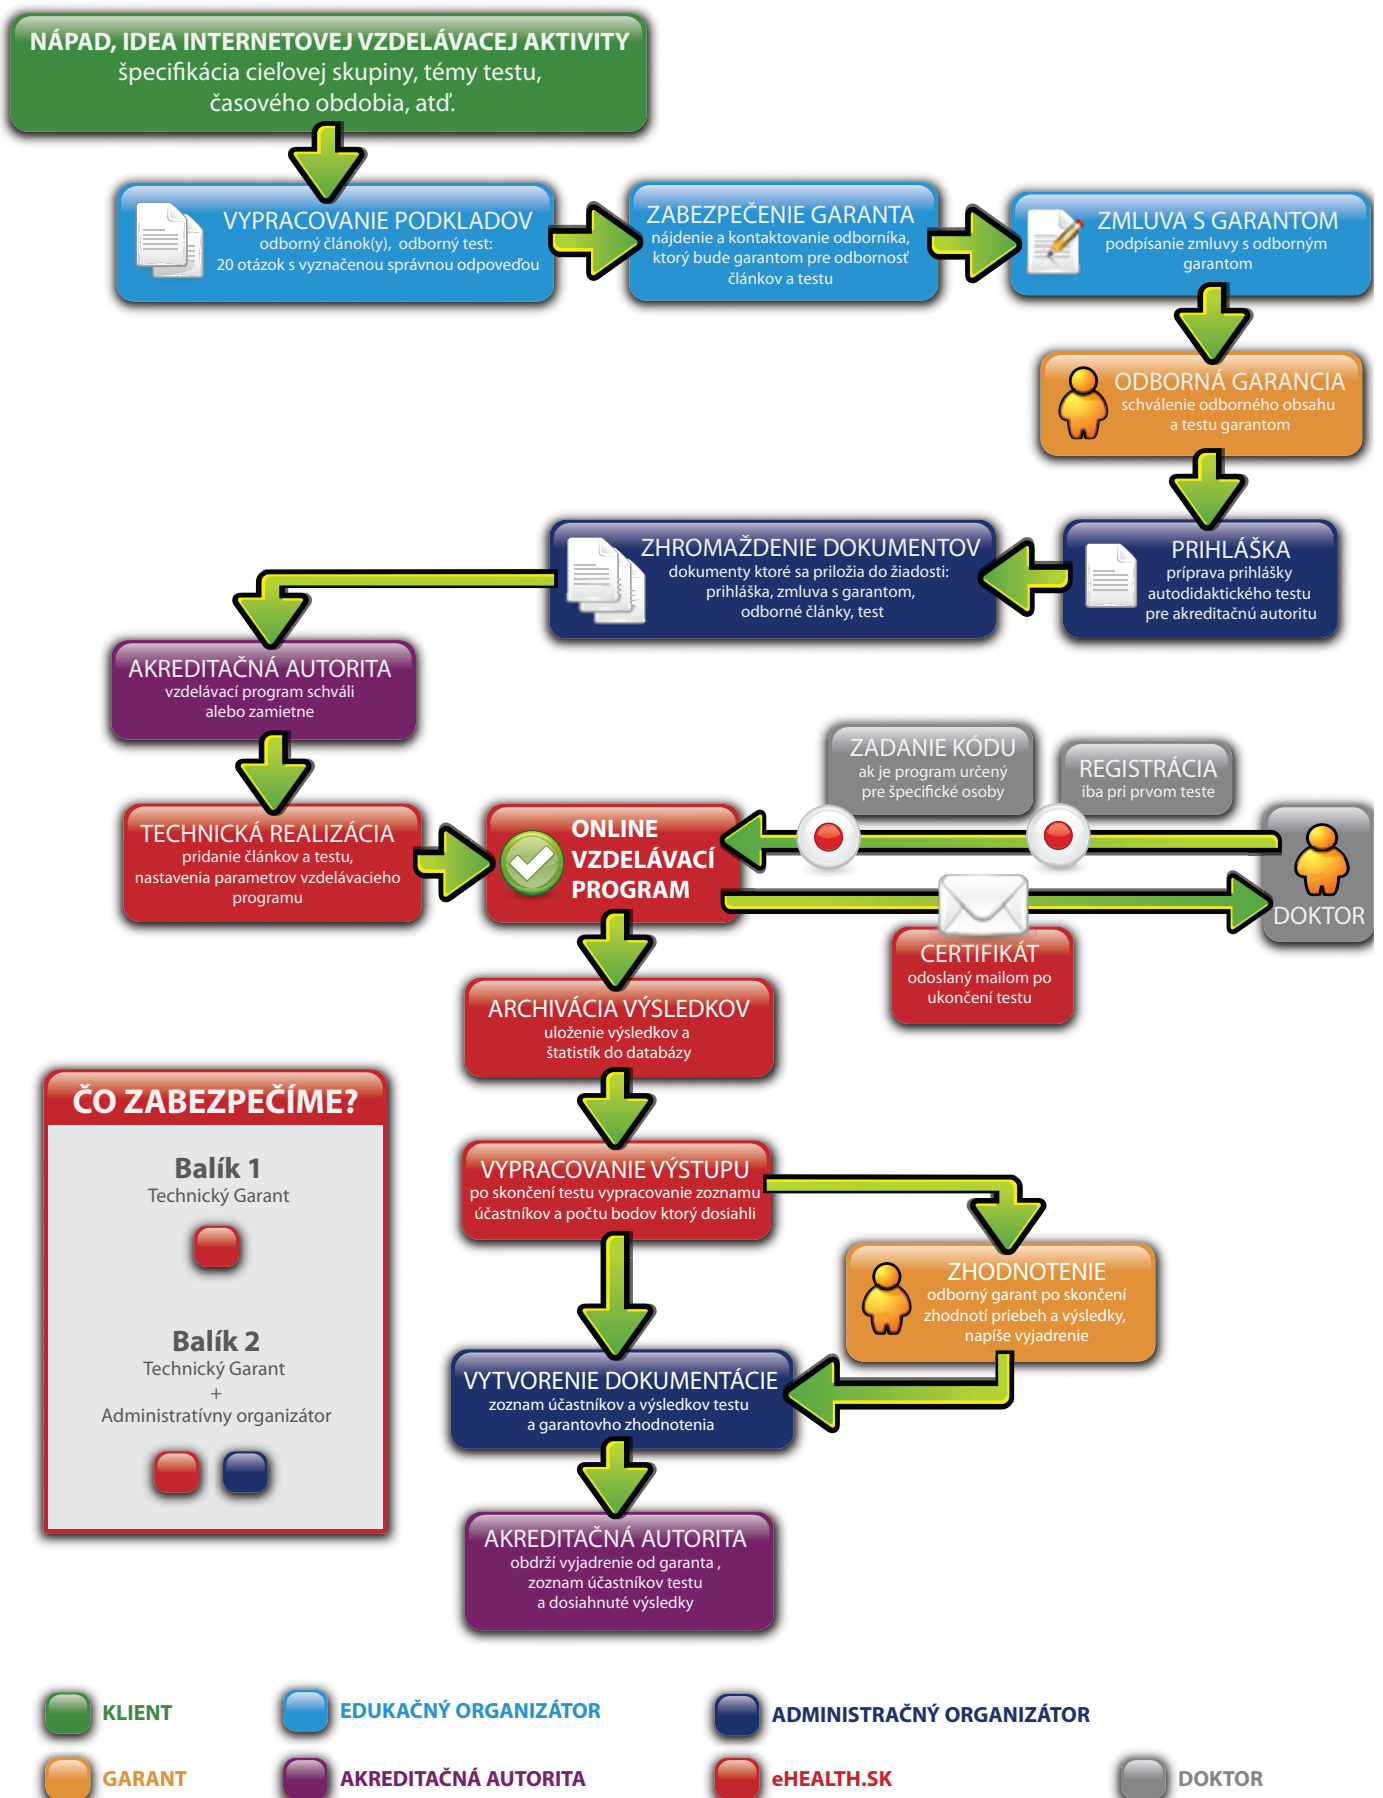 NÁPAD, IDEA INTERNETOVEJ VZDELÁVACEJ AKTIVITY
špecifikácia cieľovej skupiny, témy testu,
časového obdobia, atď.
VYPRACOVANIE PODKLADOV
odborný článok(y), odborný test:
20 otázok s vyznačenou správnou odpoveďou
ZABEZPEČENIE GARANTA
nájdenie a kontaktovanie odborníka,
ktorý bude garantom pre odbornosť
článkov a testu
ZMLUVA S GARANTOM
podpísanie zmluvy s odborným
garantom
ODBORNÁ GARANCIA
schválenie odborného obsahu
a testu garantom
PRIHLÁŠKA
príprava prihlášky
autodidaktického testu
pre akreditačnú autoritu
ZHROMAŽDENIE DOKUMENTOV
dokumenty ktoré sa priložia do žiadosti:
prihláška, zmluva s garantom,
odborné články, test
AKREDITAČNÁ AUTORITA
vzdelávací program schváli
alebo zamietne
TECHNICKÁ REALIZÁCIA
pridanie článkov a testu,
nastavenia parametrov vzdelávacieho
programu
ONLINE
VZDELÁVACÍ
PROGRAM
ZADANIE KÓDU
ak je program určený
pre špecifické osoby
REGISTRÁCIA
iba pri prvom teste
DOKTOR
CERTIFIKÁT
odoslaný mailom po
ukončení testu
ARCHIVÁCIA VÝSLEDKOV
uloženie výsledkov a
štatistík do databázy
VYPRACOVANIE VÝSTUPU
po skončení testu vypracovanie zoznamu
účastníkov a počtu bodov ktorý dosiahli
ZHODNOTENIE
odborný garant po skončení
zhodnotí priebeh a výsledky,
napíše vyjadrenie
VYTVORENIE DOKUMENTÁCIE
zoznam účastníkov a výsledkov testu
a garantovho zhodnotenia
AKREDITAČNÁ AUTORITA
obdrží vyjadrenie od garanta ,
zoznam účastníkov testu
a dosiahnuté výsledky
ČO ZABEZPEČÍME?
Balík 1
Technický Garant
Balík 2
Technický Garant
+
Administratívny organizátor
KLIENT
EDUKAČNÝ ORGANIZÁTOR
ADMINISTRAČNÝ ORGANIZÁTOR
GARANT
AKREDITAČNÁ AUTORITA
eHEALTH.SK
DOKTOR